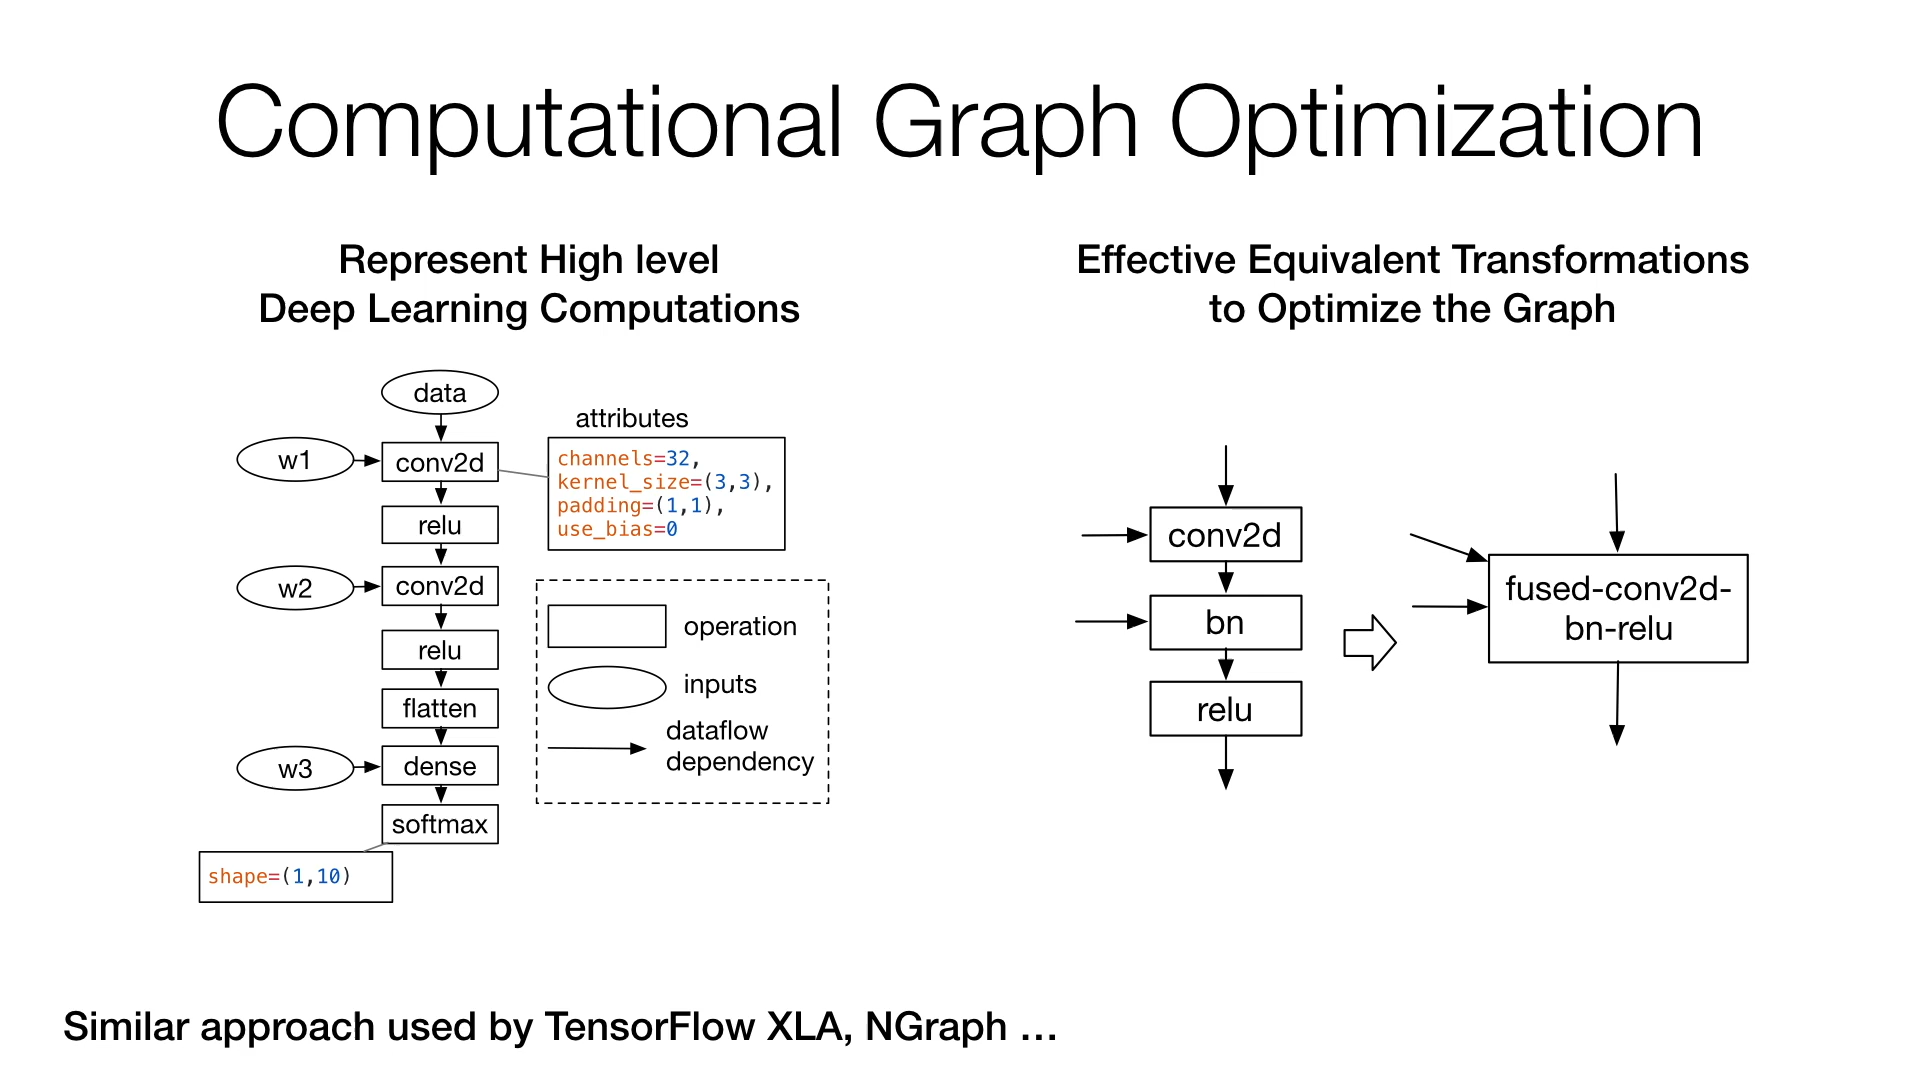 Computational Graph Optimization
Represent High level
Deep Learning Computations
data
w1
conv2d
relu
w2
conv2d
relu
flatten
w3
dense
softmax
shape=(1,10)
attributes
channels=32,
kernel_size=(3,3),
padding=(1,1),
use_bias=0
operation
inputs
dataflow
dependency
Effective Equivalent Transformations
to Optimize the Graph
conv2d
bn
relu
fused-conv2d-
bn-relu
Similar approach used by TensorFlow XLA, NGraph …